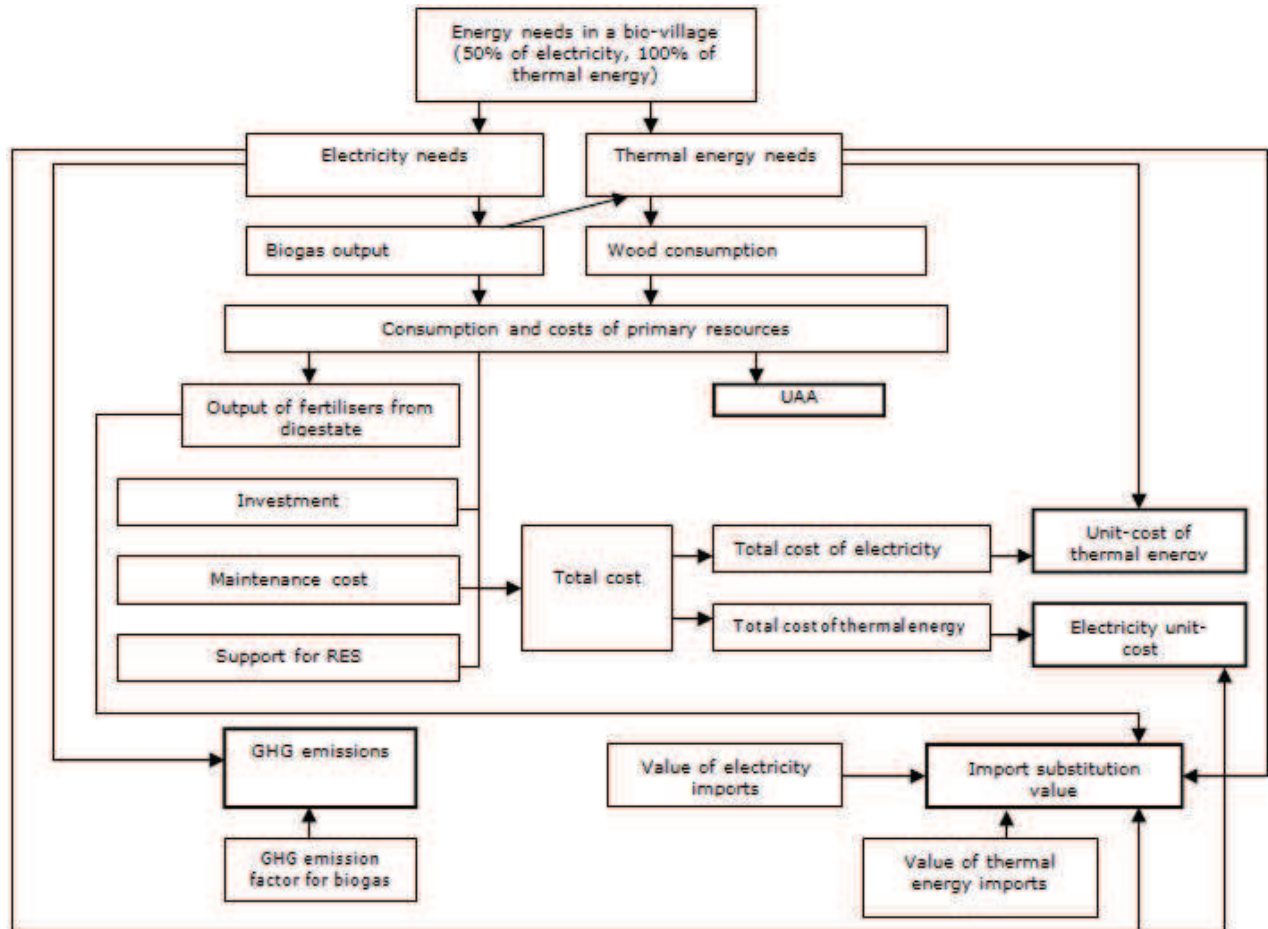 Energy needs in a bio-village
(50% of electricity, 100% of
thermal energy)
Electricity needs
Thermal energy needs
Biogas output
Wood consumption
Consumption and costs of primary resources
Output of fertilisers from
digestate
UAA
Investment
Maintenance cost
Support for RES
Total cost
Total cost of electricity
Total cost of thermal energy
Unit-cost of
thermal energy
Electricity unit-
cost
GHG emissions
GHG emission
factor for biogas
Value of electricity
imports
Import substitution
value
Value of thermal
energy imports